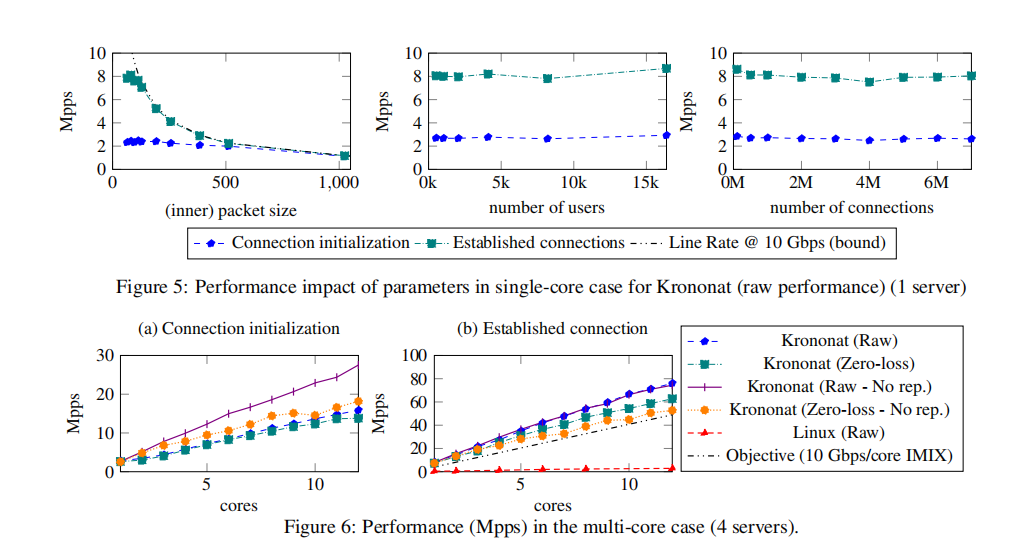 10
8
6
4
2
0
Mpps
0
500
1,000
(inner) packet size
10
8
6
4
2
0
Mpps
0k
5k
10k
15k
number of users
10
8
6
4
2
0
Mpps
0M
2M
4M
6M
number of connections
Connection initialization
Established connections
Line Rate @ 10 Gbps (bound)
Figure 5: Performance impact of parameters in single-core case for Krononat (raw performance) (1 server)
(a) Connection initialization
30
20
10
0
Mpps
5
10
cores
(b) Established connection
100
80
60
40
20
0
Mpps
5
10
cores
Krononat (Raw)
Krononat (Zero-loss)
Krononat (Raw - No rep.)
Krononat (Zero-loss - No rep.)
Linux (Raw)
Objective (10 Gbps/core IMIX)
Figure 6: Performance (Mpps) in the multi-core case (4 servers).